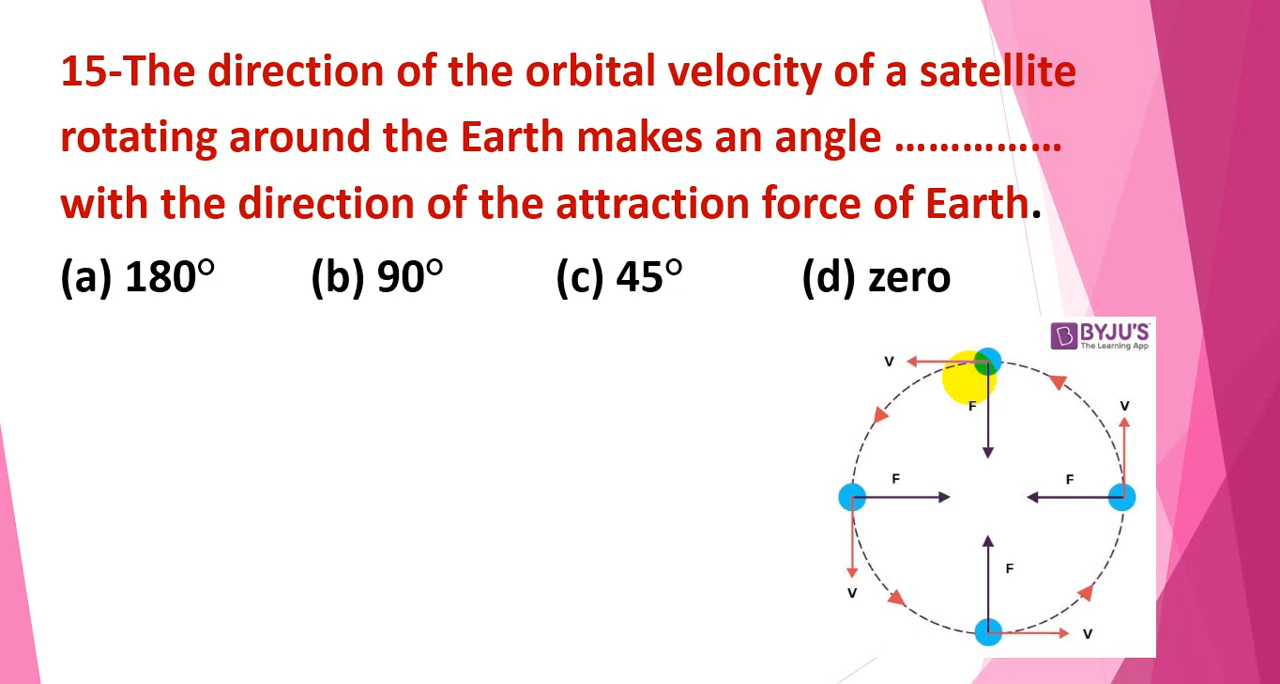 15-The direction of the orbital velocity of a satellite
rotating around the Earth makes an angle ……………
with the direction of the attraction force of Earth.
(a) 180° (b) 90° (c) 45° (d) zero
BYJU'S
The Learning App
V
F
V
F
F
F
V
V